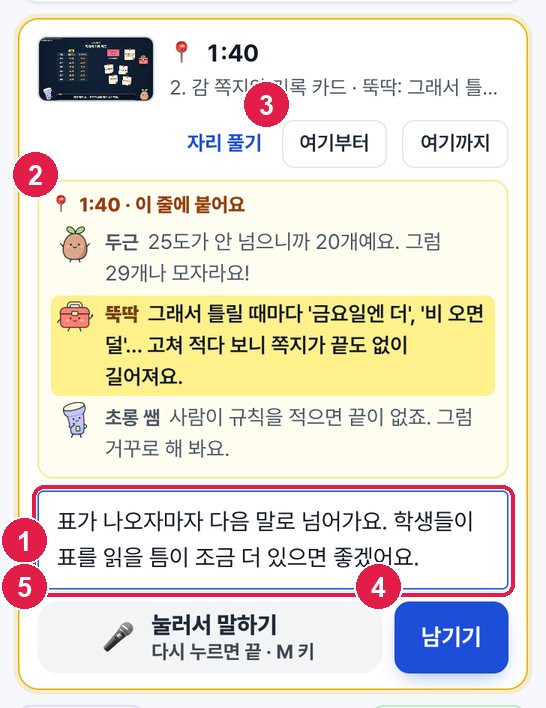 1:40
2. 감 쪽지와 기록 카드 · 뚝딱: 그래서 틀...
3
자리 풀기
여기부터
여기까지
2
1:40 · 이 줄에 붙어요
두근 25도가 안 넘으니까 20개예요. 그럼
29개나 모자라요!
뚝딱 그래서 틀릴 때마다 '금요일엔 더', '비 오면
덜'... 고쳐 적다 보니 쪽지가 끝도 없이
길어져요.
초롱 쌤 사람이 규칙을 적으면 끝이 없죠. 그럼
거꾸로 해 봐요.
1
표가 나오자마자 다음 말로 넘어가요. 학생들이
표를 읽을 틈이 조금 더 있으면 좋겠어요.
5
4
눌러서 말하기
다시 누르면 끝 · M 키
남기기